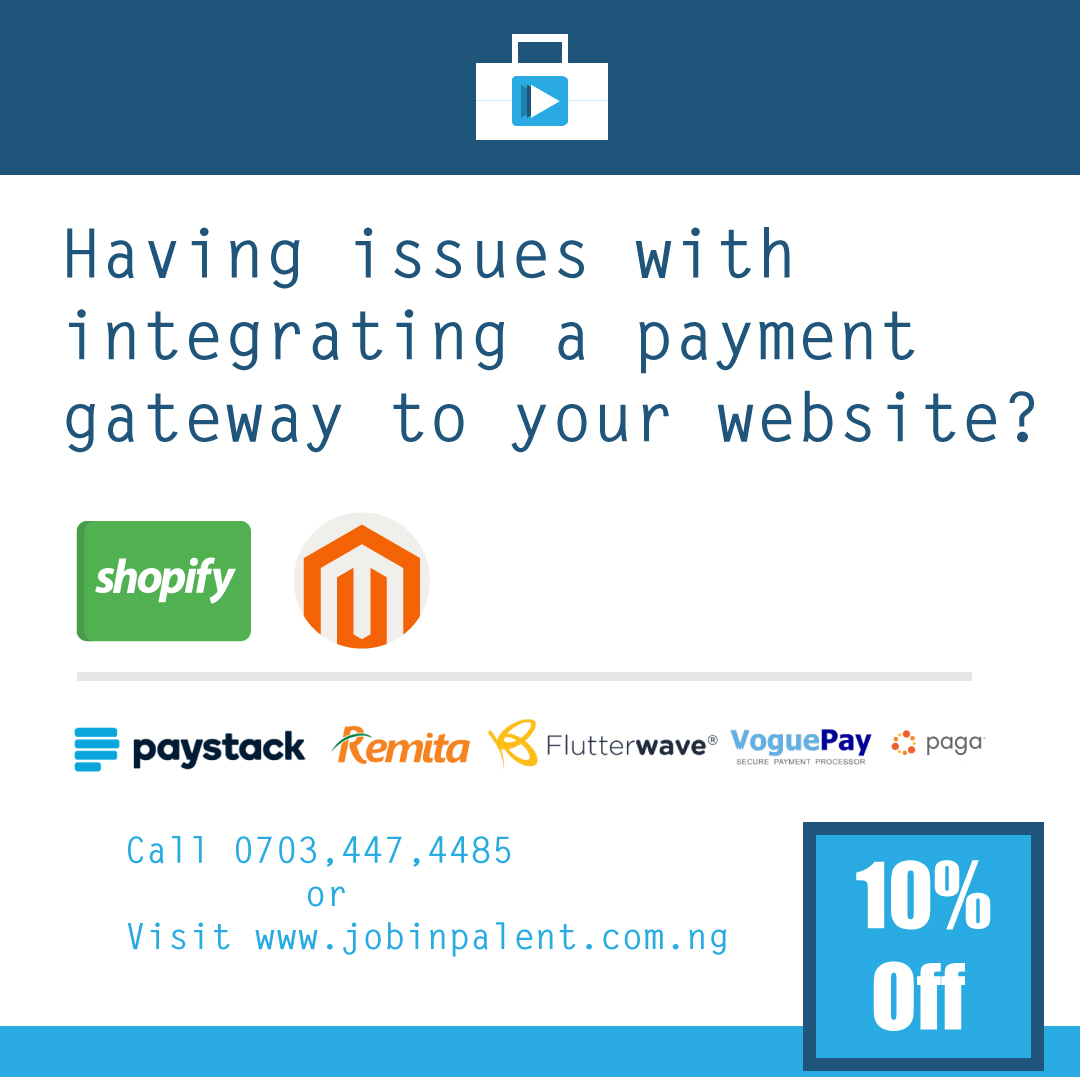 Having issues with
integrating a payment
gateway to your website?
shopify
paystack Remita Flutterwave® VoguePay paga
SECURE PAYMENT PROCESSOR
Call 0703,447,4485
or
Visit www.jobinpalent.com.ng
10%
Off